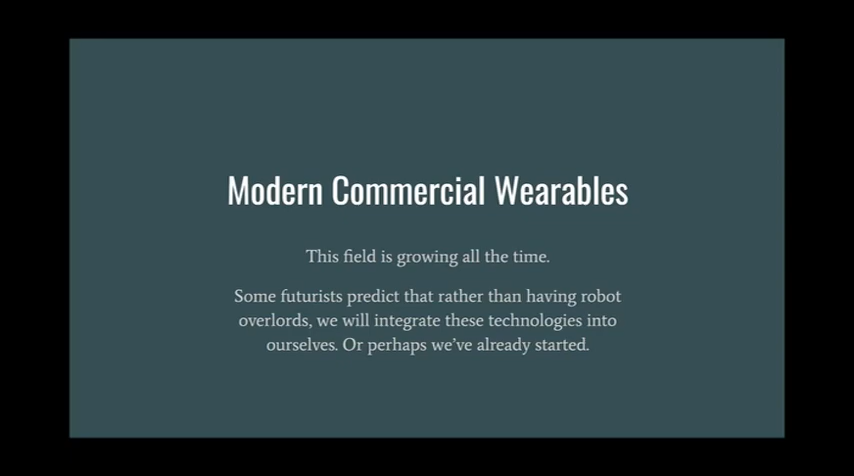 Modern Commercial Wearables
This field is growing all the time.
Some futurists predict that rather than having robot
overlords, we will integrate these technologies into
ourselves. Or perhaps we’ve already started.